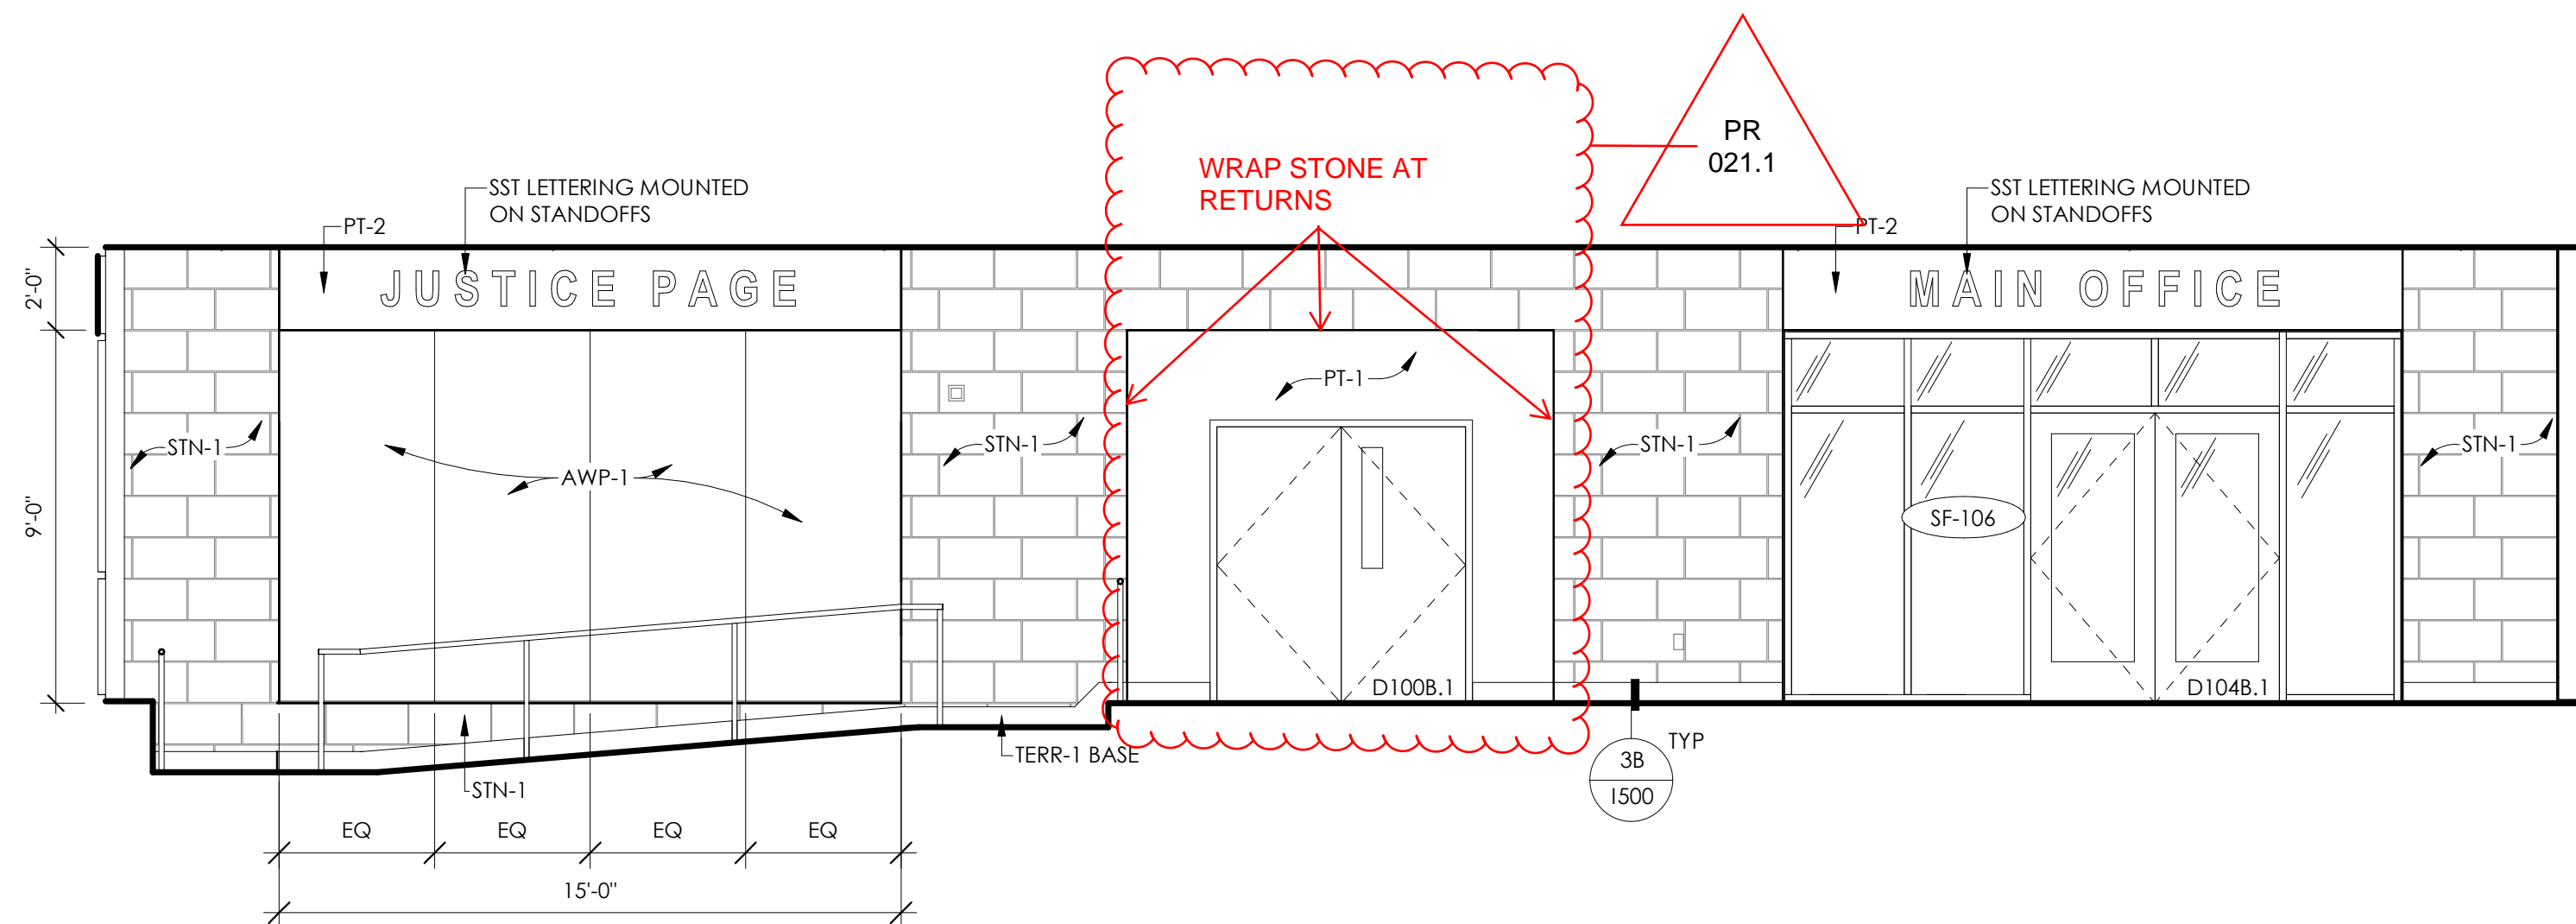 PR
021.1
WRAP STONE AT
RETURNS
SST LETTERING MOUNTED
ON STANDOFFS
SST LETTERING MOUNTED
ON STANDOFFS
PT-2
PT-2
2'-0"
JUSTICE PAGE
MAIN OFFICE
PT-1
STN-1
STN-1
STN-1
STN-1
AWP-1
9'-0"
SF-106
D100B.1
D104B.1
TERR-1 BASE
TYP
3B
I500
STN-1
EQ
EQ
EQ
EQ
15'-0"